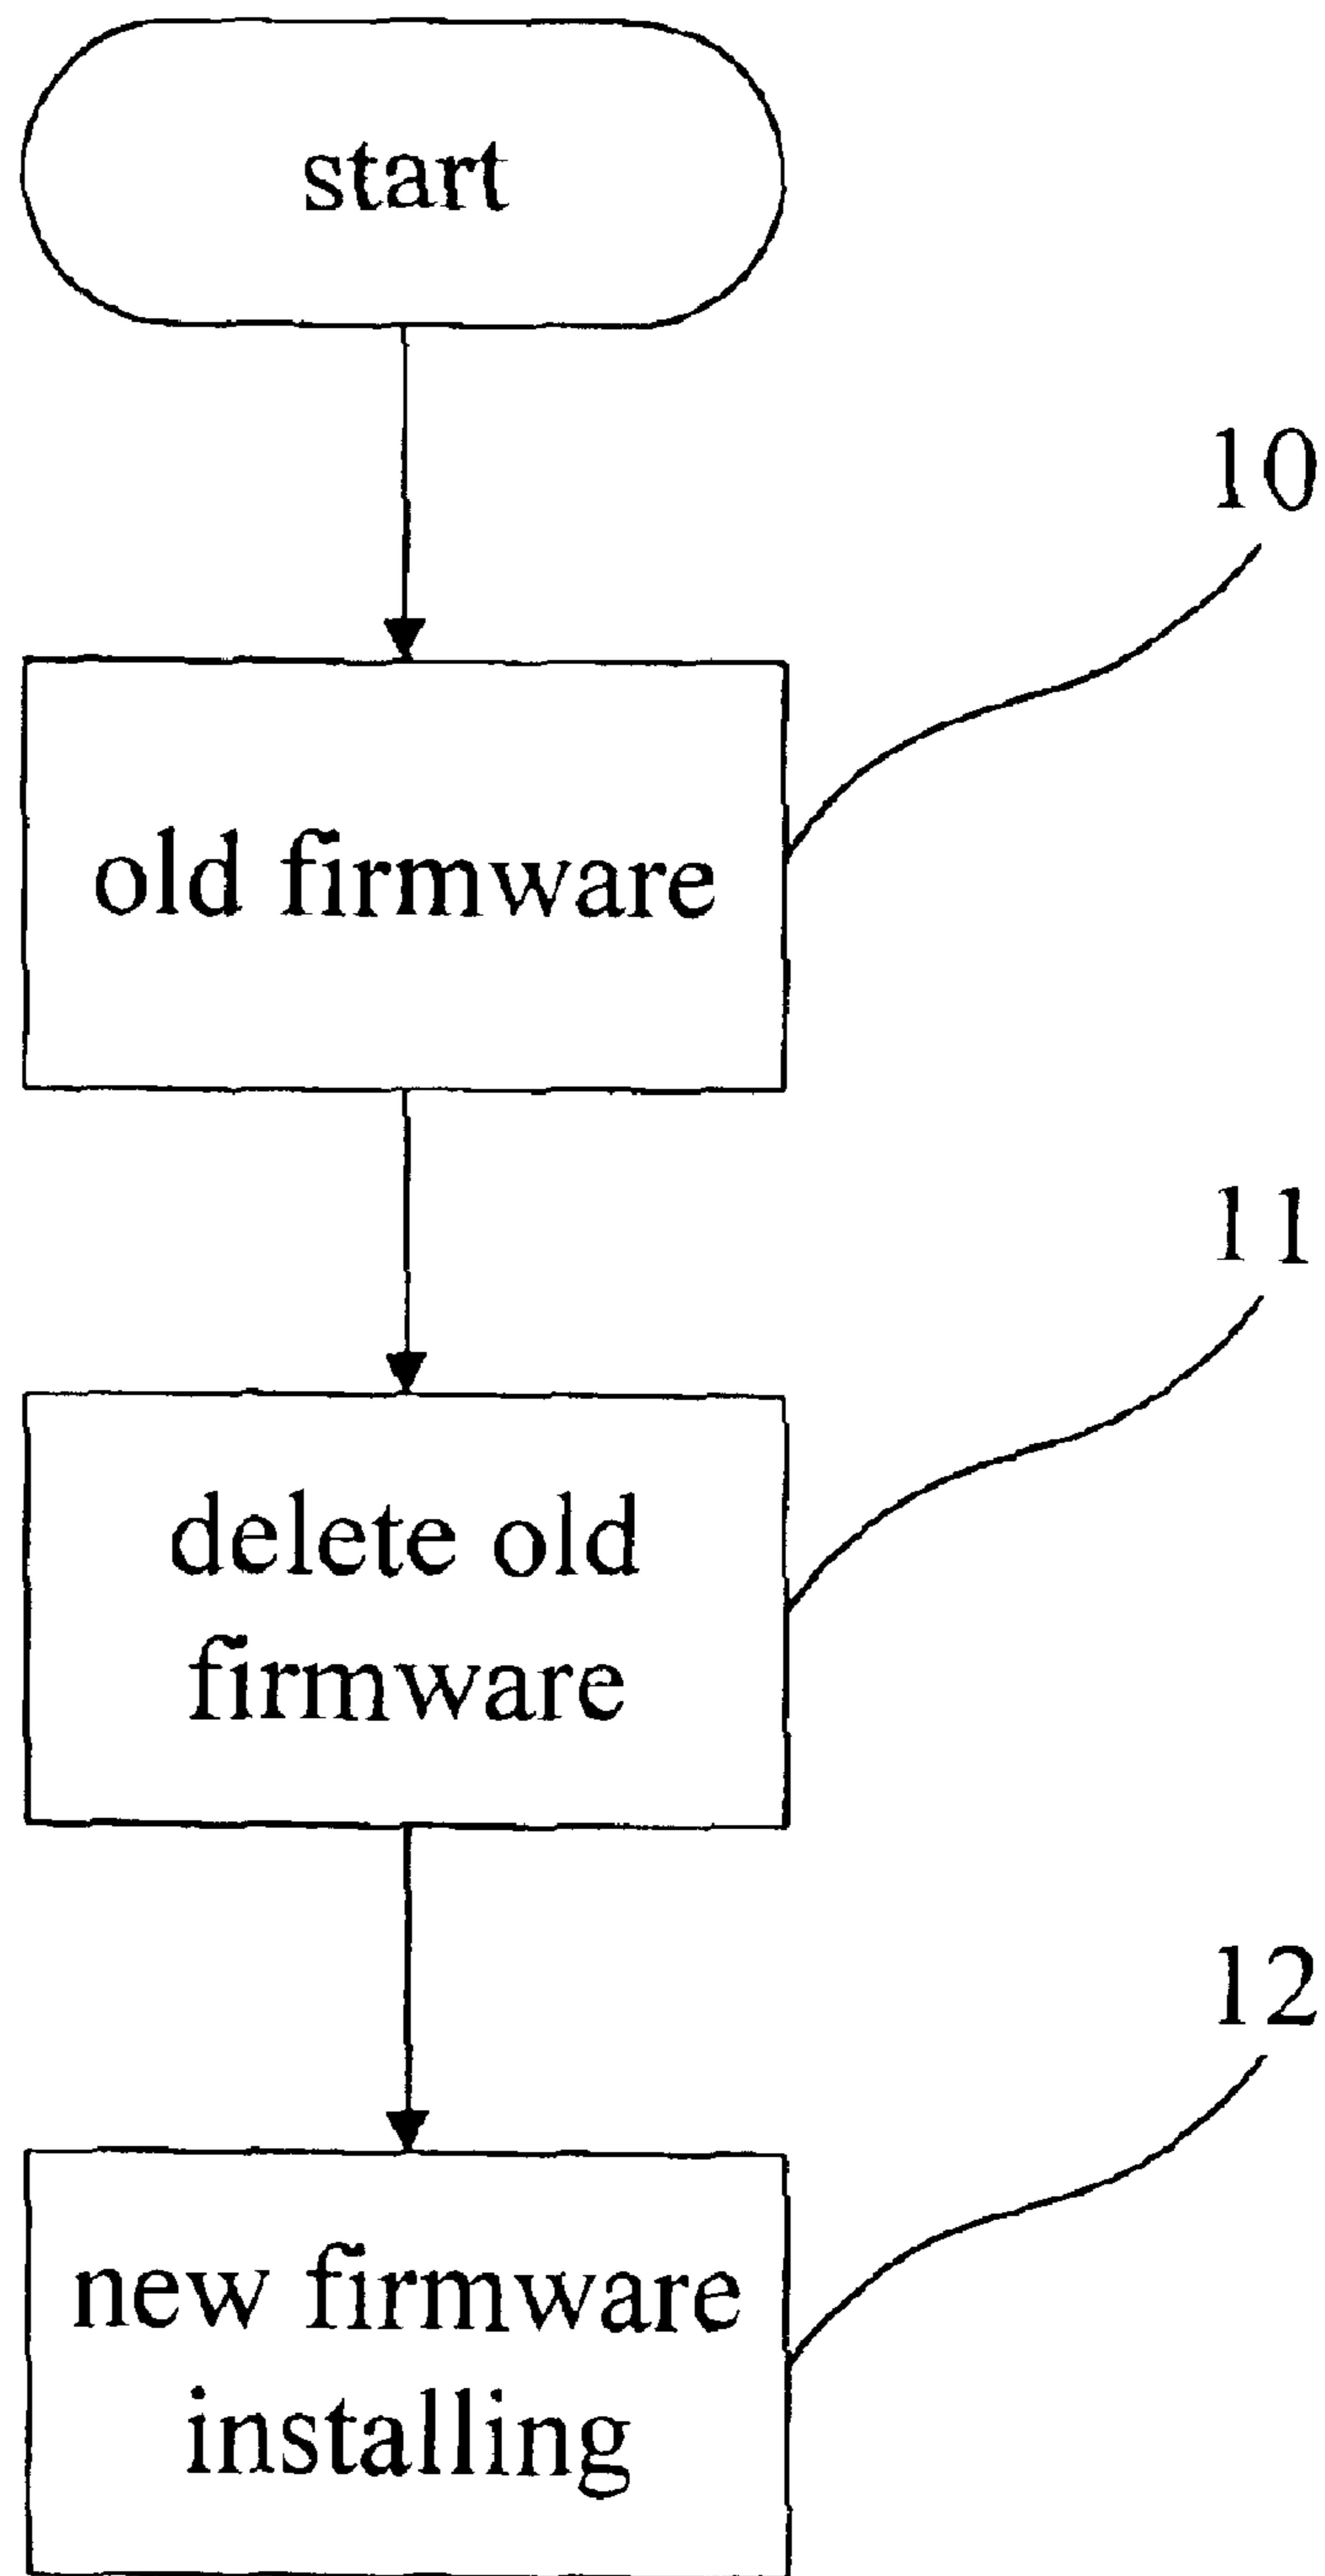 start
10
old firmware
11
delete old
firmware
12
new firmware
installing